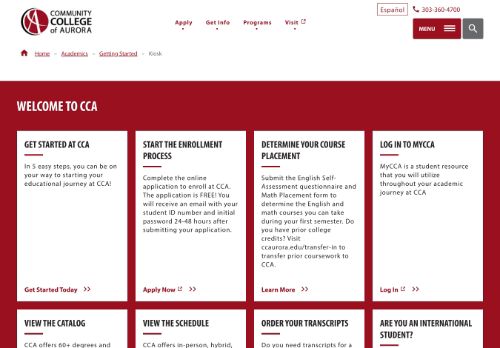 COMMUNITY
COLLEGE
of AURORA
Apply
Get Info
Programs
Visit
Español
303-360-4700
MENU
Home – Academics – Getting Started – Kiosk
WELCOME TO CCA
GET STARTED AT CCA
In 5 easy steps, you can be
on your way to starting your
educational journey at CCA!
Get Started Today
START THE ENROLLMENT
PROCESS
Complete the online
application to enroll at CCA.
The application is FREE! You
will receive an email with your
student ID number and initial
password 24-48 hours after
submitting your application.
Apply Now
DETERMINE YOUR COURSE
PLACEMENT
Submit the English Self-
Assessment questionnaire and
Math Placement form to
determine the English and
math courses you can take
during your first semester. Do
you have prior college
credits? Visit
ccaurora.edu/transfer-in to
transfer prior coursework to
CCA.
Learn More
LOG IN TO MYCCA
MyCCA is a student resource
that you will utilize
throughout your academic
journey at CCA
Log In
VIEW THE CATALOG
CCA offers 60+ degrees and
VIEW THE SCHEDULE
CCA offers in-person, hybrid,
ORDER YOUR TRANSCRIPTS
Do you need transcripts for a
ARE YOU AN INTERNATIONAL
STUDENT?